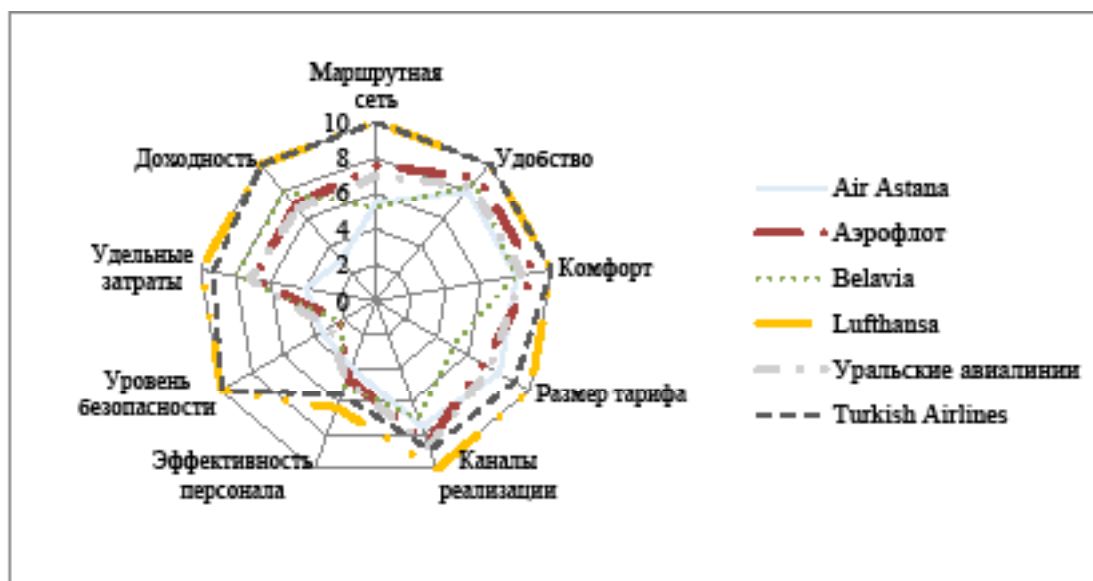 Маршрутная
сеть
10
8
6
4
2
0
Удобство
Комфорт
Размер тарифа
Каналы
реализации
Эффективность
персонала
Уровень
безопасности
Удельные
затраты
Доходность
Air Astana
Аэрофлот
Belavia
Lufthansa
Уральские авиалинии
Turkish Airlines